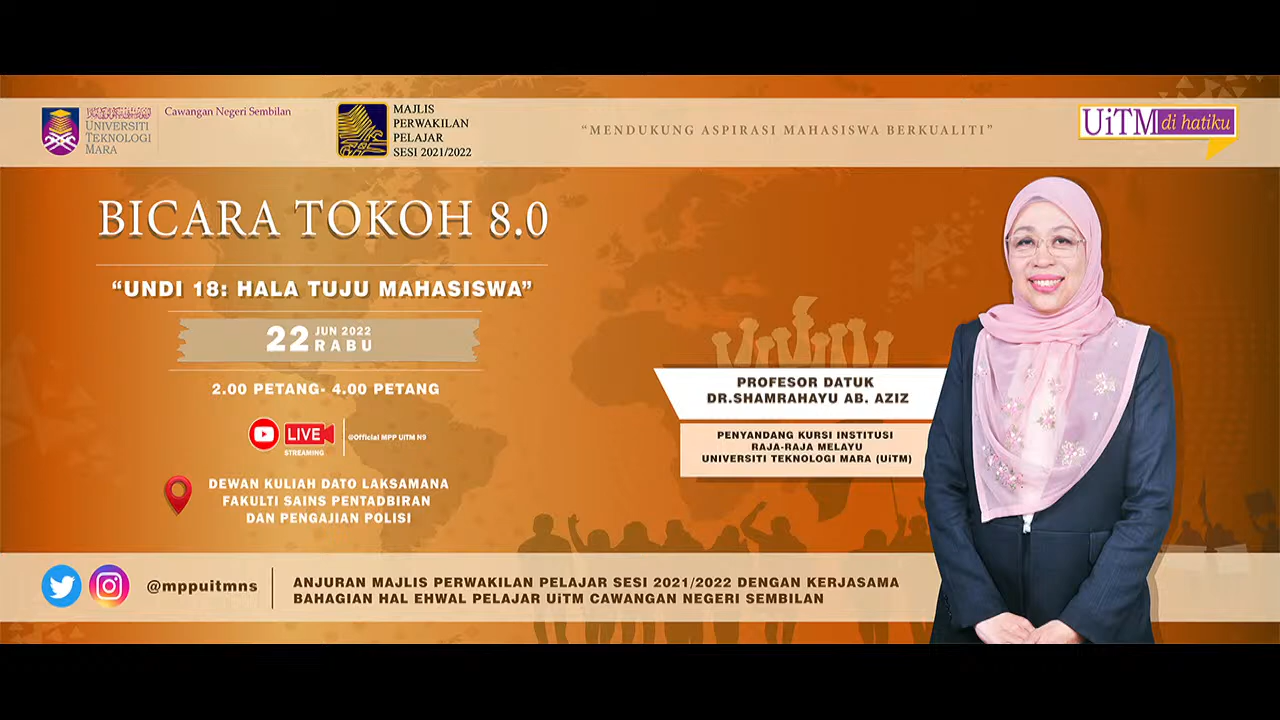 UNIVERSITI
TEKNOLOGI
MARA
Cawangan Negeri Sembilan
MAJLIS
PERWAKILAN
PELAJAR
SESI 2021/2022
“MENDUKUNG ASPIRASI MAHASISWA BERKUALITI”
UiTM di hatiku
BICARA TOKOH 8.0
“UNDI 18: HALA TUJU MAHASISWA”
22 JUN 2022
RABU
2.00 PETANG- 4.00 PETANG
LIVE
STREAMING
@Official MPP UITM N9
DEWAN KULIAH DATO LAKSAMANA
FAKULTI SAINS PENTADBIRAN
DAN PENGAJIAN POLISI
PROFESOR DATUK
DR.SHAMRAHAYU AB. AZIZ
PENYANDANG KURSI INSTITUSI
RAJA-RAJA MELAYU
UNIVERSITI TEKNOLOGI MARA (UiTM)
@mppuitmns
ANJURAN MAJLIS PERWAKILAN PELAJAR SESI 2021/2022 DENGAN KERJASAMA
BAHAGIAN HAL EHWAL PELAJAR UiTM CAWANGAN NEGERI SEMBILAN